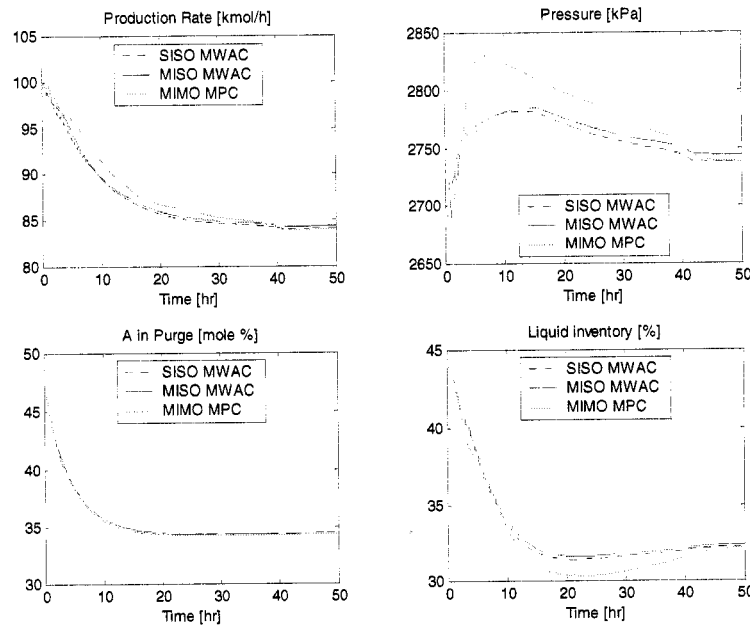 Production Rate [kmol/h]
105
100
95
90
85
80
SISO MWAC
MISO MWAC
MIMO MPC
0
10
20
30
40
50
Time [hr]
Pressure [kPa]
2850
2800
2750
2700
2650
SISO MWAC
MISO MWAC
MIMO MPC
0
10
20
30
40
50
Time [hr]
A in Purge [mole %]
50
45
40
35
30
SISO MWAC
MISO MWAC
MIMO MPC
0
10
20
30
40
50
Time [hr]
Liquid inventory [%]
45
40
35
30
SISO MWAC
MISO MWAC
MIMO MPC
0
10
20
30
40
50
Time [hr]